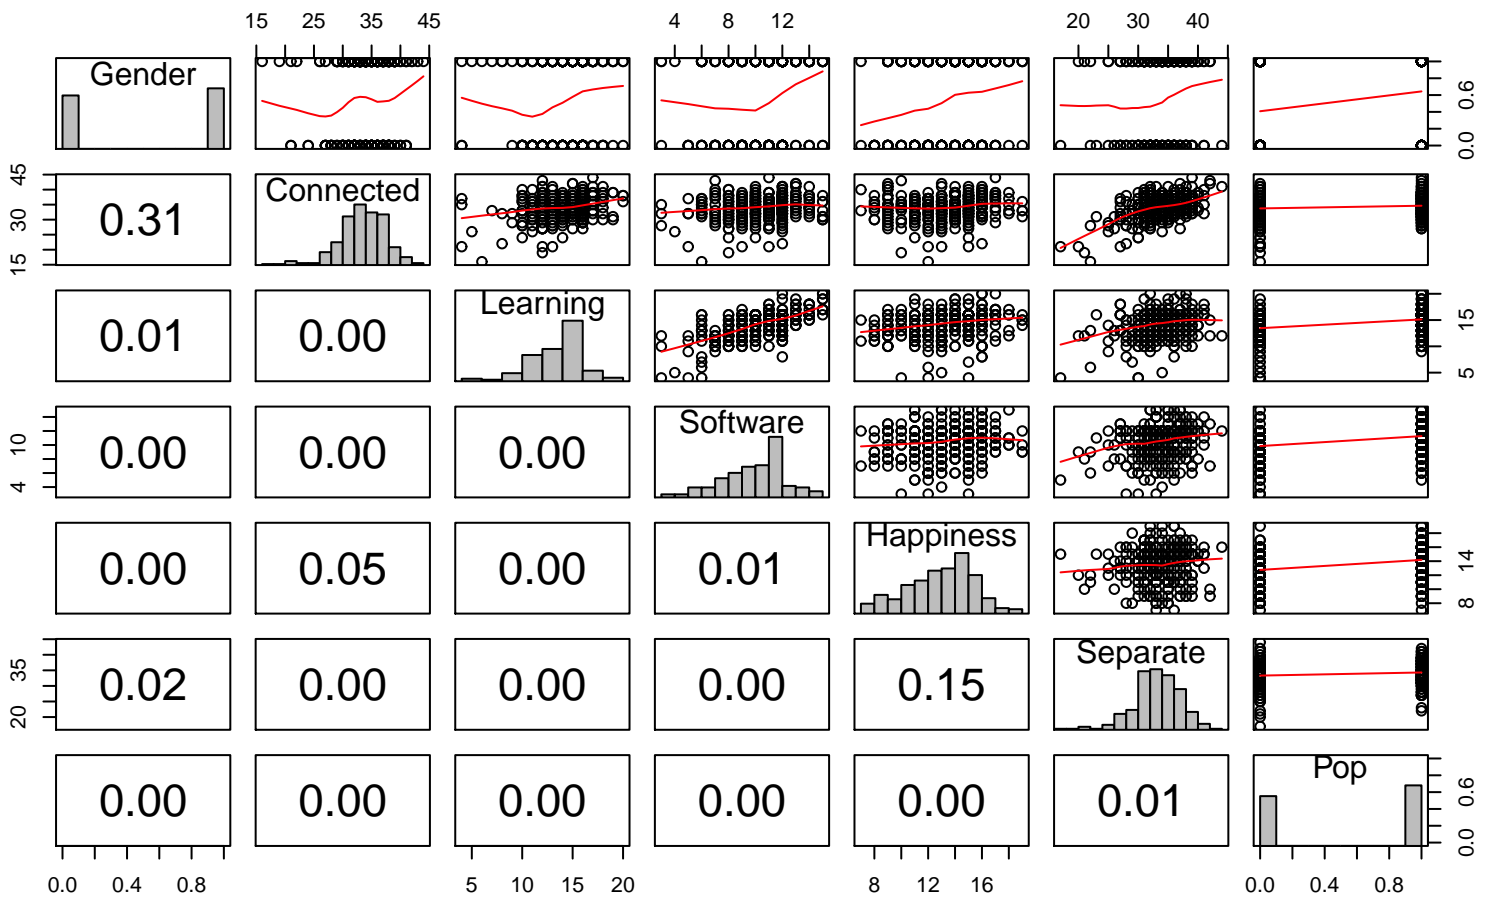 15 25 35 45 4 8 12 20 30 40
Gender 0.0 0.6
15 30 45 0.31 Connected
0.01 0.00 Learning 5 15
4 10 0.00 0.00 0.00 Software
0.00 0.05 0.00 0.01 Happiness 8 14
20 35 0.02 0.00 0.00 0.00 0.15 Separate
0.00 0.00 0.00 0.00 0.00 0.01 Pop 0.0 0.6
0.0 0.4 0.8 5 10 15 20 8 12 16 0.0 0.4 0.8